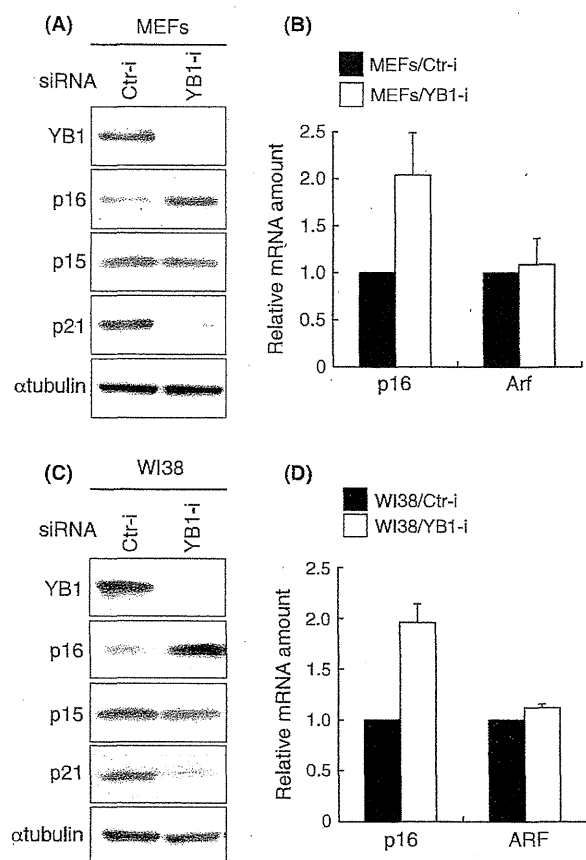 (A)
MEFs
siRNA
Ctr-i
YB1-i
YB1
p16
p15
p21
αtubulin
(B)
MEFs/Ctr-i
MEFs/YB1-i
Relative mRNA amount
2.5
2.0
1.5
1.0
0.5
0
p16
Arf
(C)
WI38
siRNA
Ctr-i
YB1-i
YB1
p16
p15
p21
αtubulin
(D)
WI38/Ctr-i
WI38/YB1-i
Relative mRNA amount
2.5
2.0
1.5
1.0
0.5
0
p16
ARF